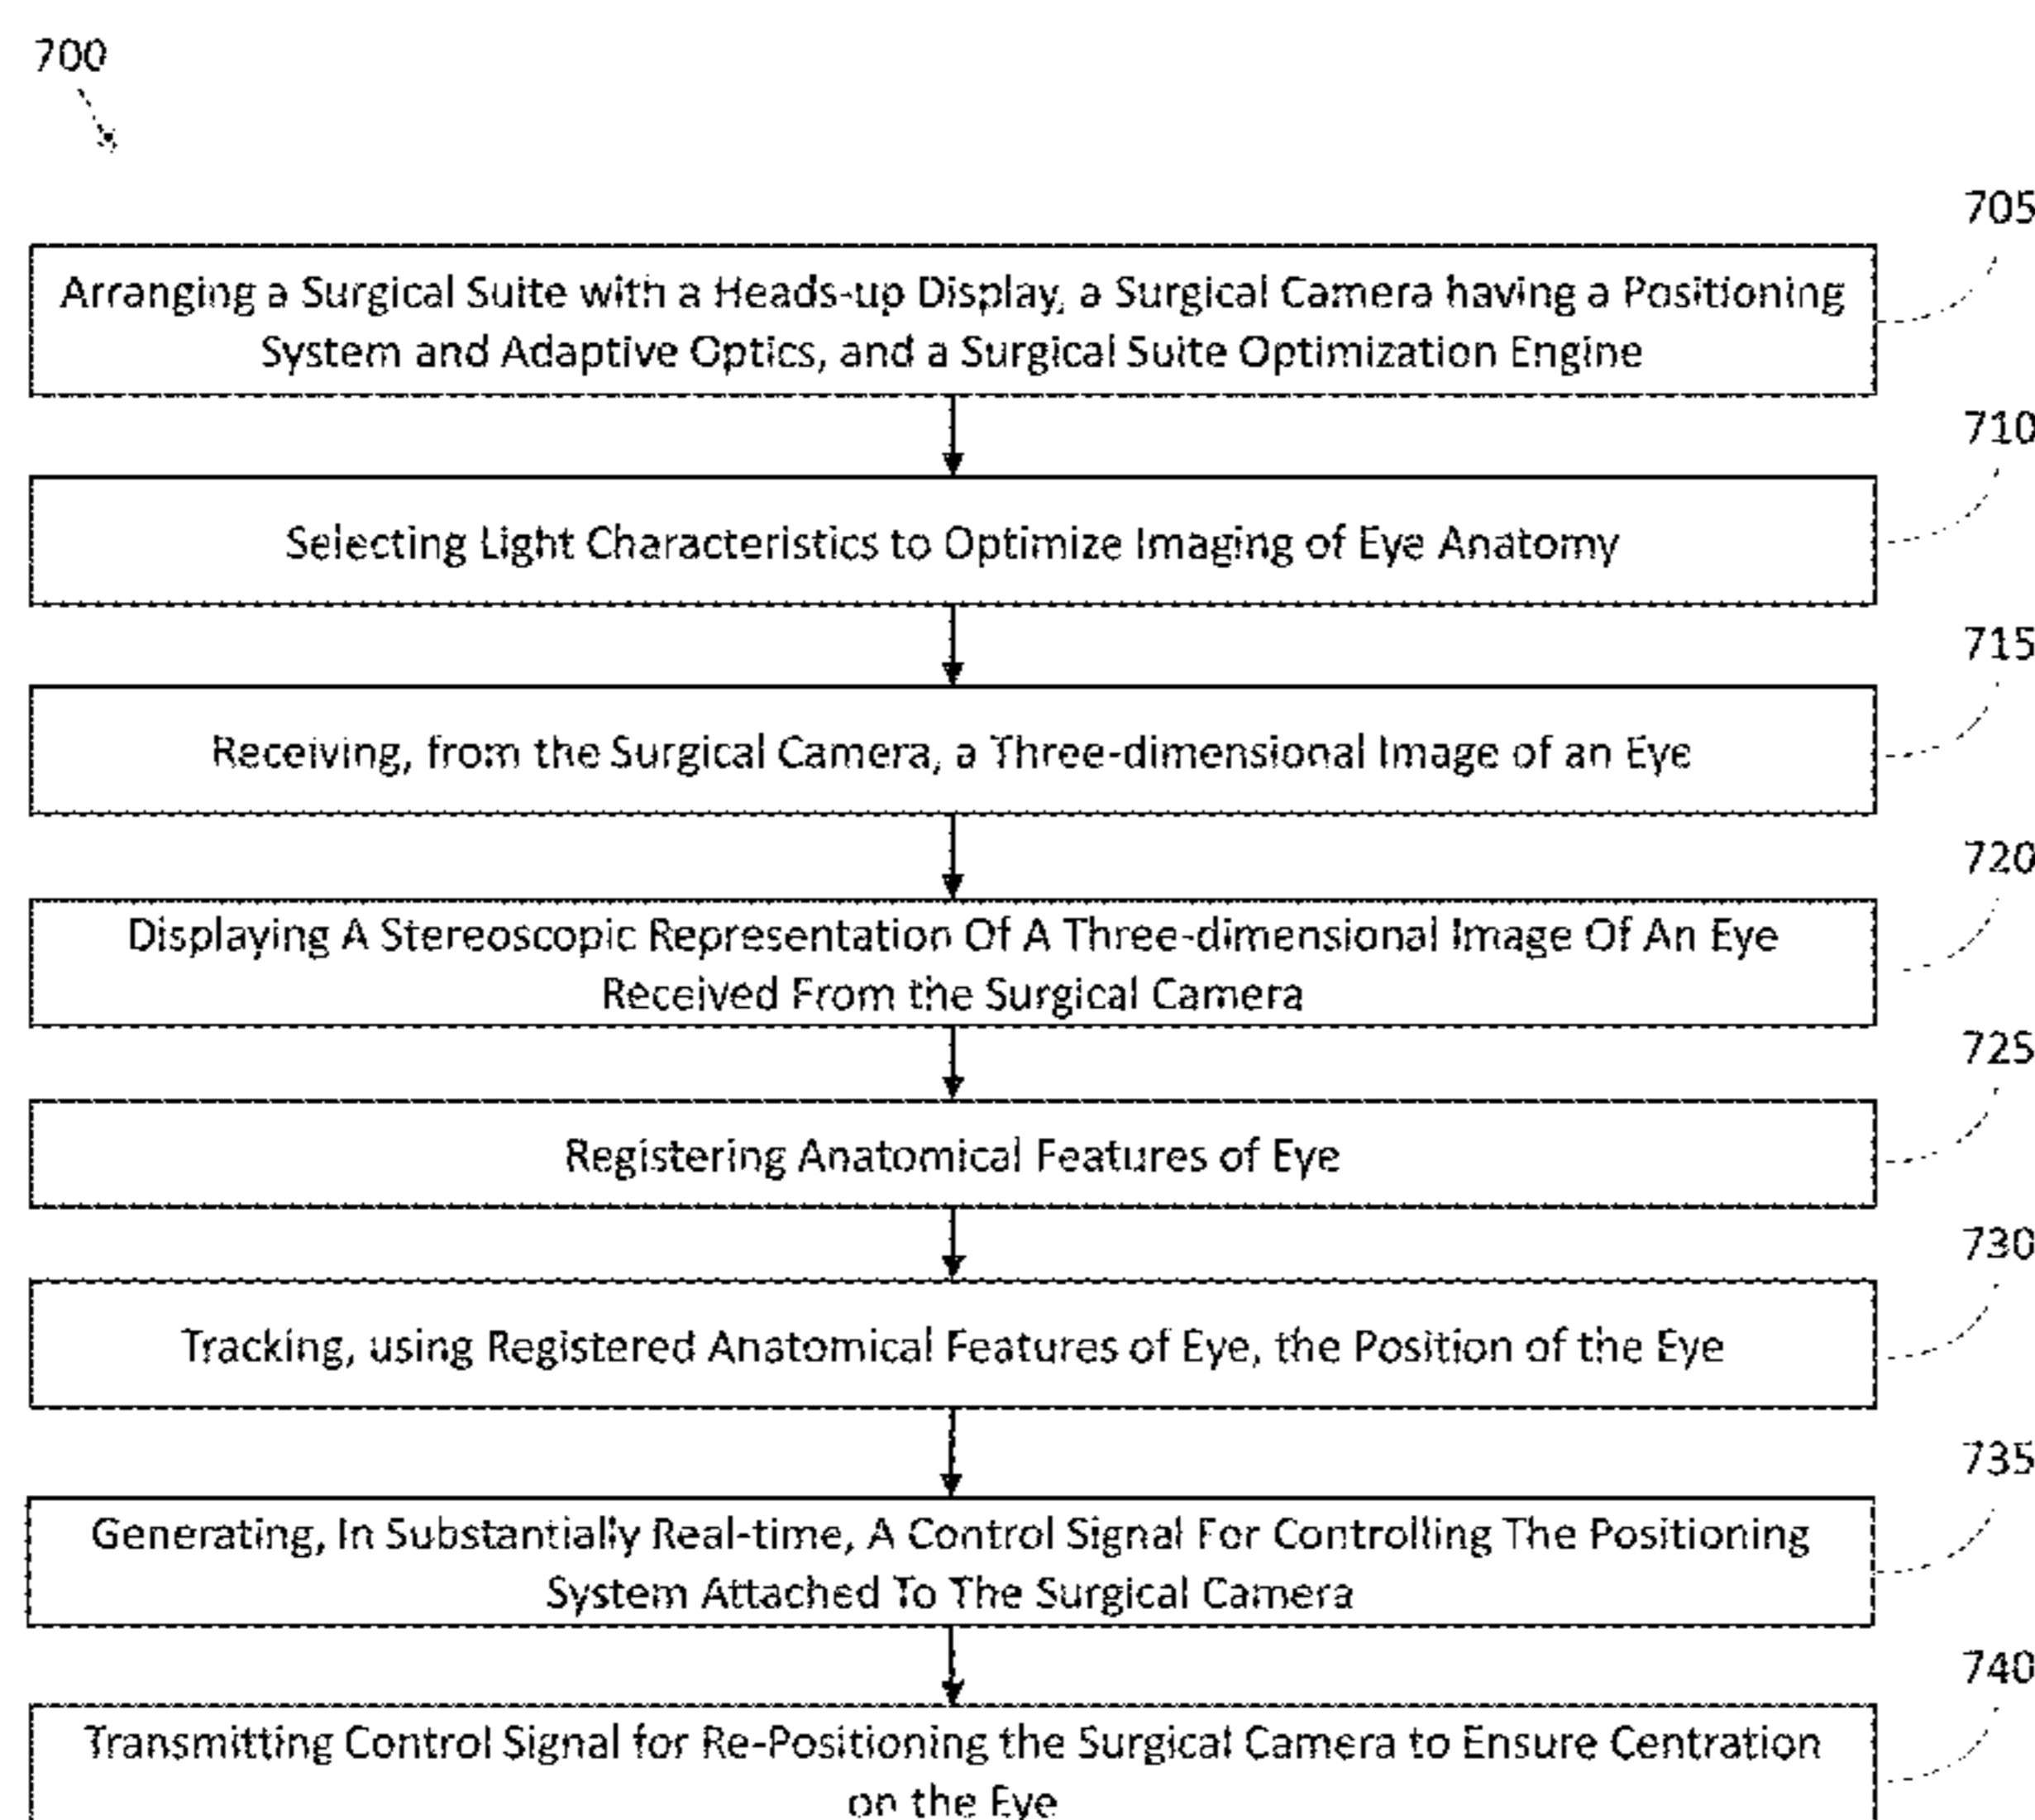 700
705
Arranging a Surgical Suite with a Heads-up Display, a Surgical Camera having a Positioning
System and Adaptive Optics, and a Surgical Suite Optimization Engine
710
Selecting Light Characteristics to Optimize Imaging of Eye Anatomy
715
Receiving, from the Surgical Camera, a Three-dimensional Image of an Eye
720
Displaying A Stereoscopic Representation Of A Three-dimensional Image Of An Eye
Received From the Surgical Camera
725
Registering Anatomical Features of Eye
730
Tracking, using Registered Anatomical Features of Eye, the Position of the Eye
735
Generating, In Substantially Real-time, A Control Signal For Controlling The Positioning
System Attached To The Surgical Camera
740
Transmitting Control Signal for Re-Positioning the Surgical Camera to Ensure Centration
on the Eye